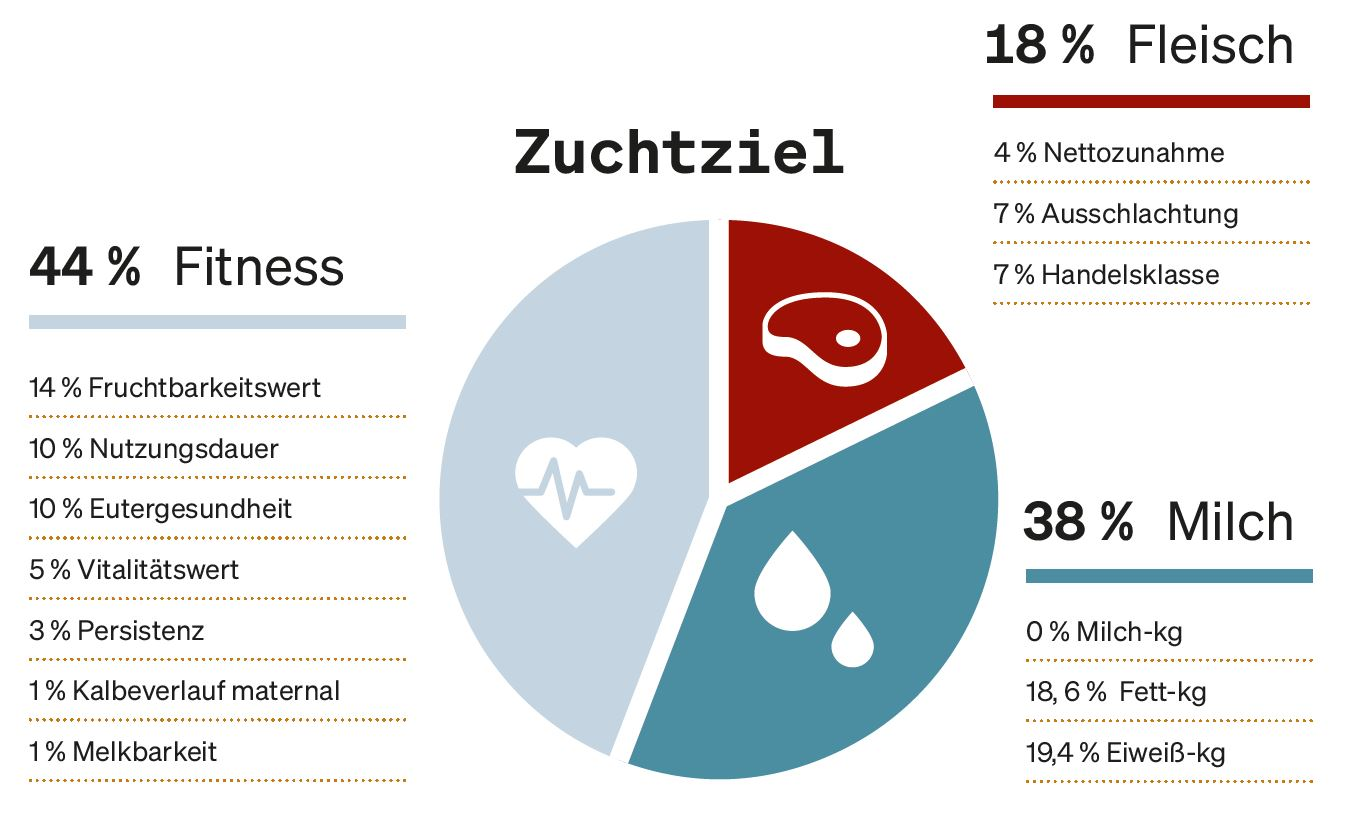 Zuchtziel
44 % Fitness
14 % Fruchtbarkeitswert
10 % Nutzungsdauer
10 % Eutergesundheit
5 % Vitalitätswert
3 % Persistenz
1 % Kalbeverlauf maternal
1 % Melkbarkeit
18 % Fleisch
4 % Nettozunahme
7 % Ausschlachtung
7 % Handelsklasse
38 % Milch
0 % Milch-kg
18, 6 % Fett-kg
19,4 % Eiweiß-kg